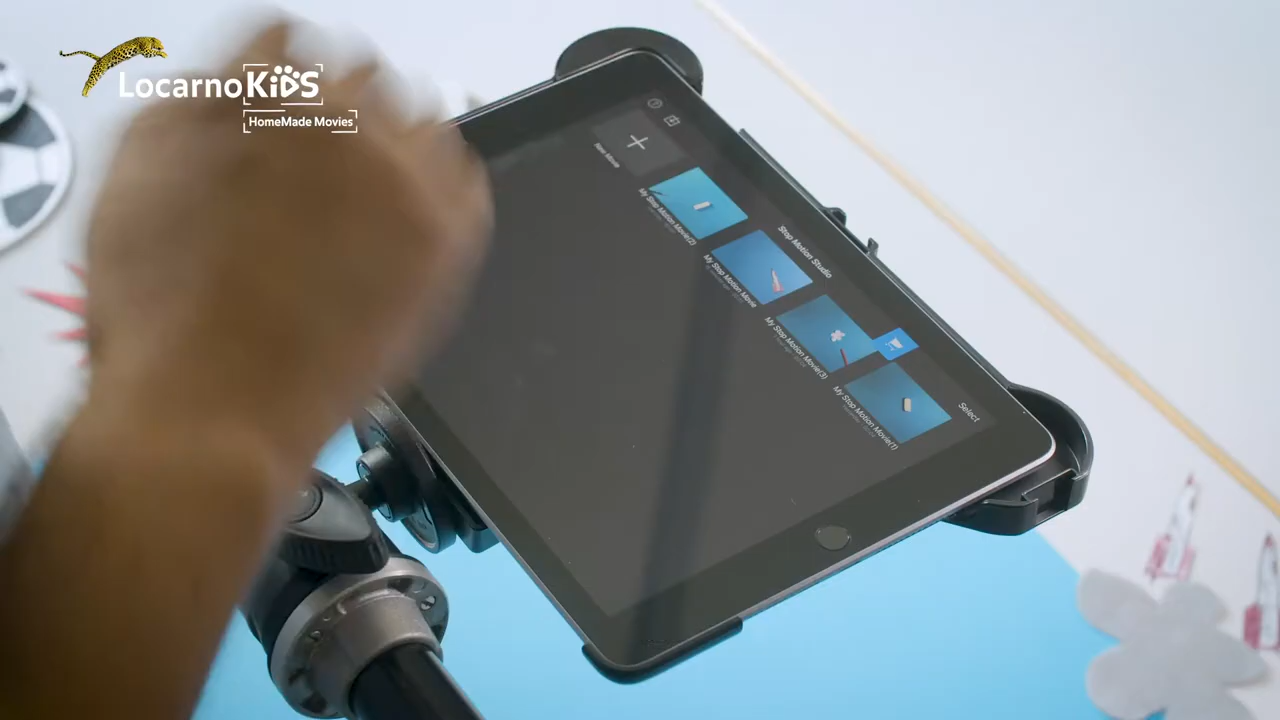 LocarnoKiDS
HomeMade Movies
New Movie
My Stop Motion Movie(2)
Stop Motion Studio
My Stop Motion Movie
My Stop Motion Movie(3)
My Stop Motion Movie(1)
Select